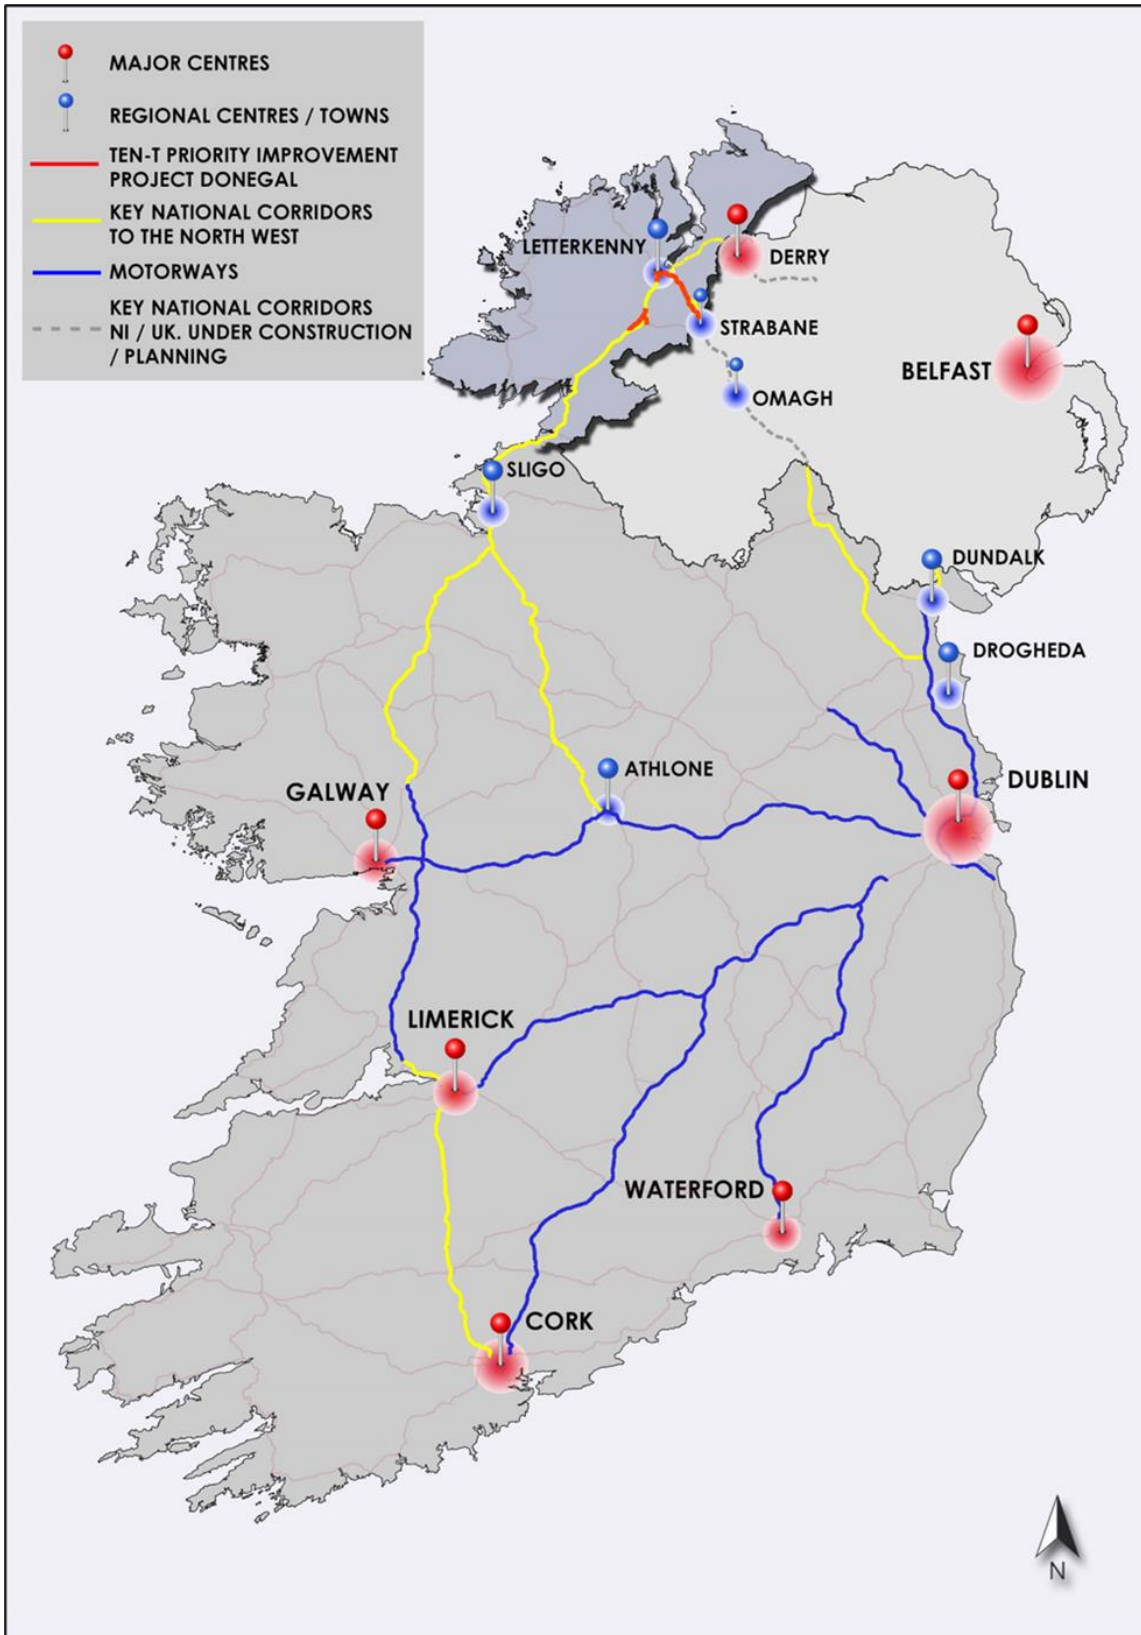 MAJOR CENTRES
REGIONAL CENTRES / TOWNS
TEN-T PRIORITY IMPROVEMENT
PROJECT DONEGAL
KEY NATIONAL CORRIDORS
TO THE NORTH WEST
MOTORWAYS
KEY NATIONAL CORRIDORS
NI / UK. UNDER CONSTRUCTION
/ PLANNING
LETTERKENNY
DERRY
STRABANE
BELFAST
OMAGH
SLIGO
DUNDALK
DROGHEDA
ATHLONE
DUBLIN
GALWAY
LIMERICK
WATERFORD
CORK
N